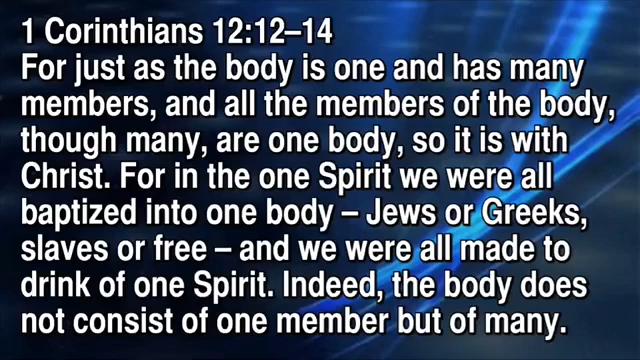 1 Corinthians 12:12–14
For just as the body is one and has many
members, and all the members of the body,
though many, are one body, so it is with
Christ. For in the one Spirit we were all
baptized into one body – Jews or Greeks,
slaves or free – and we were all made to
drink of one Spirit. Indeed, the body does
not consist of one member but of many.